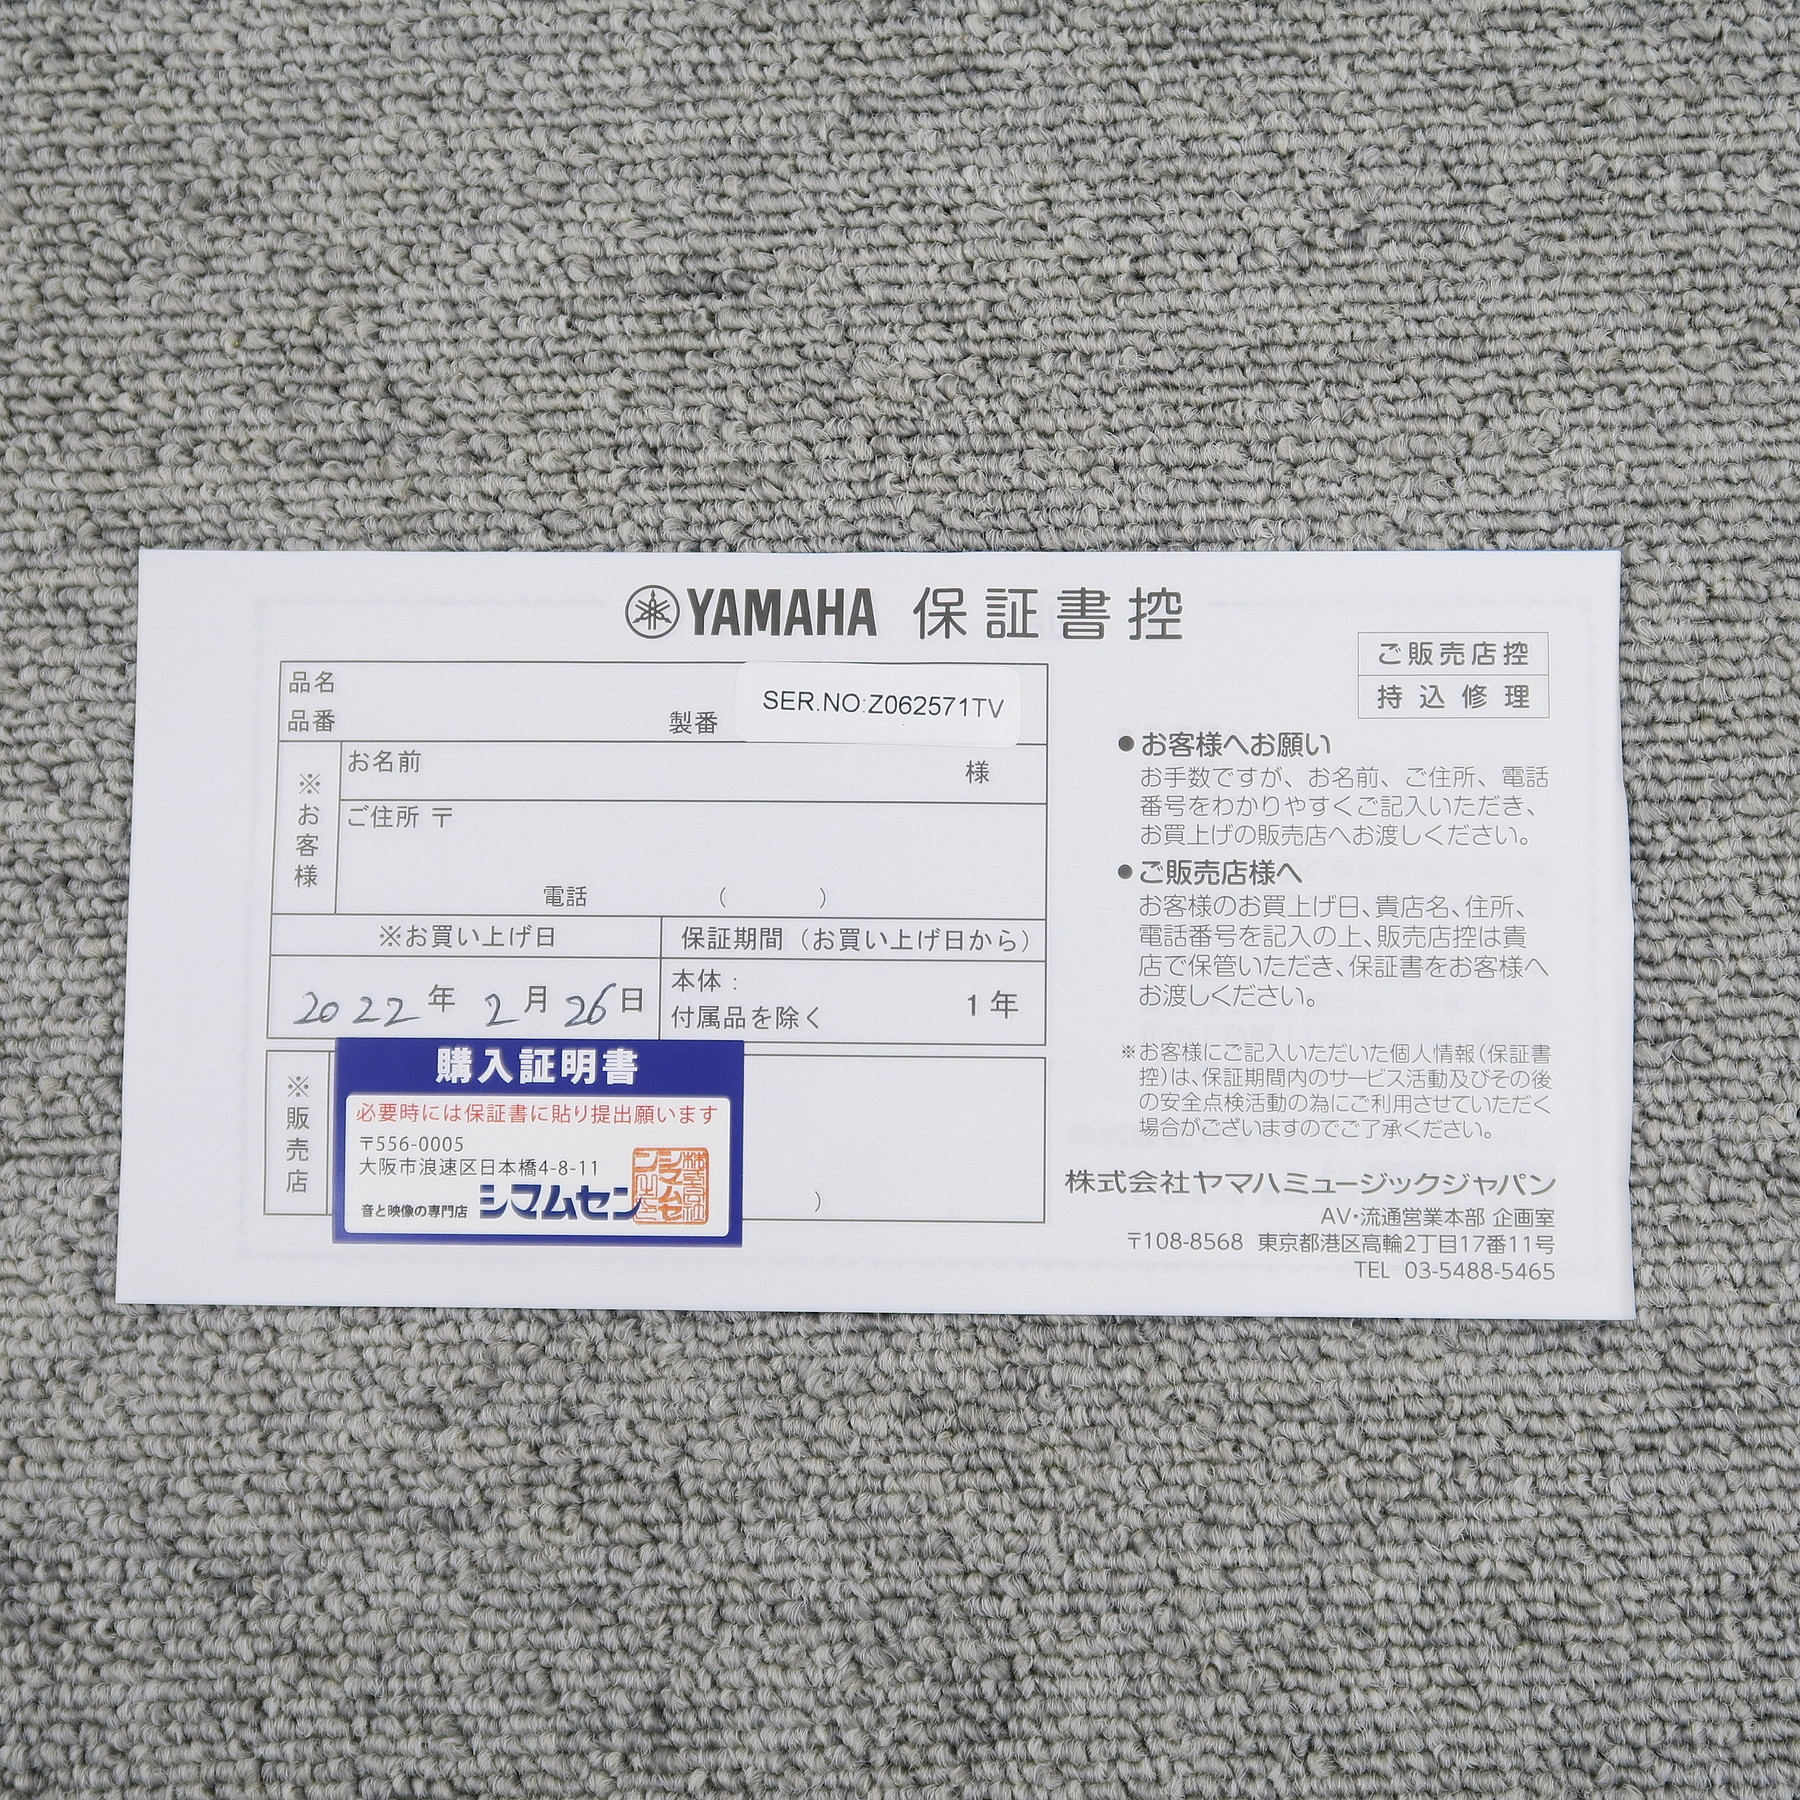 YAMAHA 保証書控
ご販売店控
持込修理
品名
品番 製番 SER.NO:Z062571TV
※お客様
お名前 様
ご住所 〒
電話 ( )
※お買い上げ日
保証期間(お買い上げ日から)
2022年 2月26日
本体:
付属品を除く 1年
※販売店
購入証明書
必要時には保証書に貼り提出願います
〒556-0005
大阪市浪速区日本橋4-8-11
音と映像の専門店 シマムセン
)
●お客様へお願い
お手数ですが、お名前、ご住所、電話
番号をわかりやすくご記入いただき、
お買上げの販売店へお渡しください。
●ご販売店様へ
お客様のお買上げ日、貴店名、住所、
電話番号を記入の上、販売店控は貴
店で保管いただき、保証書をお客様へ
お渡しください。
※お客様にご記入いただいた個人情報(保証書
控)は、保証期間内のサービス活動及びその後
の安全点検活動の為にご利用させていただく
場合がございますのでご了承ください。
株式会社ヤマハミュージックジャパン
AV・流通営業本部 企画室
〒108-8568 東京都港区高輪2丁目17番11号
TEL 03-5488-5465